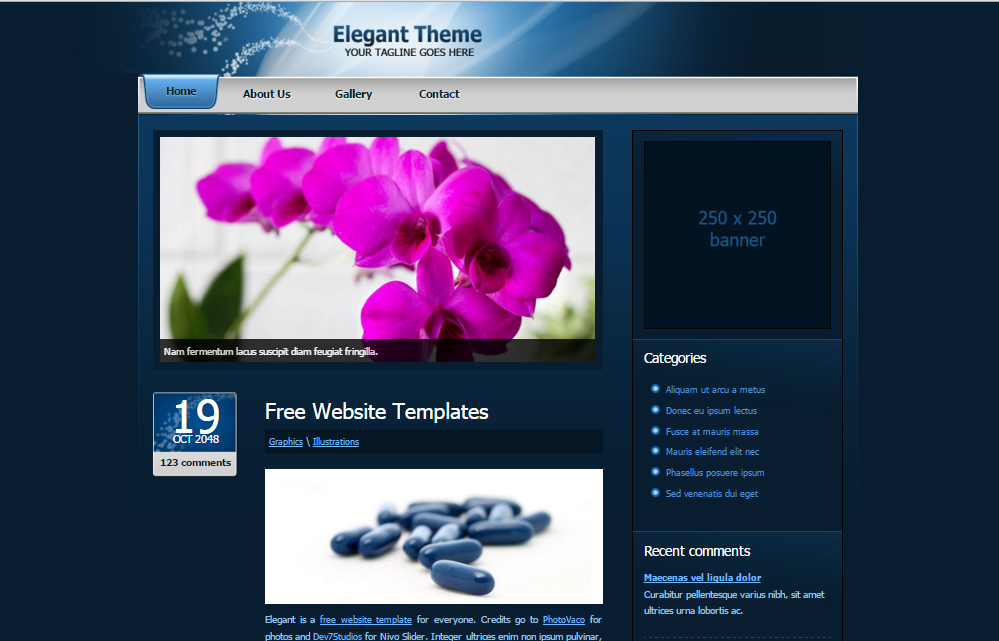 Elegant Theme
YOUR TAGLINE GOES HERE
Home
About Us
Gallery
Contact
Nam fermentum lacus suscipit diam feugiat fringilla.
19
OCT 2048
123 comments
Free Website Templates
Graphics \ Illustrations
Elegant is a free website template for everyone. Credits go to PhotoVaco for
photos and Dev7Studios for Nivo Slider. Integer ultrices enim non ipsum pulvinar,
250 x 250
banner
Categories
Aliquam ut arcu a metus
Donec eu ipsum lectus
Fusce at mauris massa
Mauris eleifend elit nec
Phasellus posuere ipsum
Sed venenatis dui eget
Recent comments
Maecenas vel ligula dolor
Curabitur pellentesque varius nibh, sit amet
ultrices urna lobortis ac.